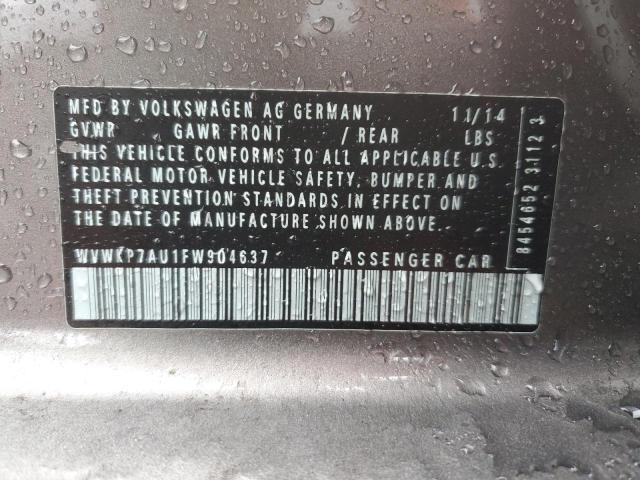 MFD BY VOLKSWAGEN AG GERMANY 11/14
GVWR GAWR FRONT / REAR LBS
THIS VEHICLE CONFORMS TO ALL APPLICABLE U.S.
FEDERAL MOTOR VEHICLE SAFETY, BUMPER AND
THEFT PREVENTION STANDARDS IN EFFECT ON
THE DATE OF MANUFACTURE SHOWN ABOVE.
WVWKP7AU1FW904637 PASSENGER CAR
8454652 31123